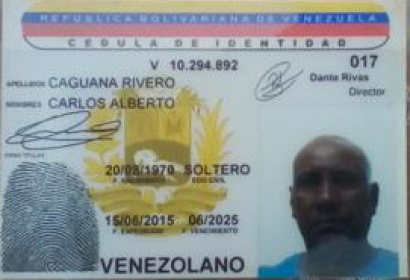 REPUBLICA BOLIVARIANA DE VENEZUELA
CEDULA DE IDENTIDAD
V 10.294.892 017
APELLIDOS CAGUANA RIVERO Dante Rivas
Director
NOMBRES CARLOS ALBERTO
FIRMA TITULAR
20/08/1970 SOLTERO
F. NACIMIENTO EDO CIVIL
15/06/2015 06/2025
F. EXPEDICION F. VENCIMIENTO
VENEZOLANO